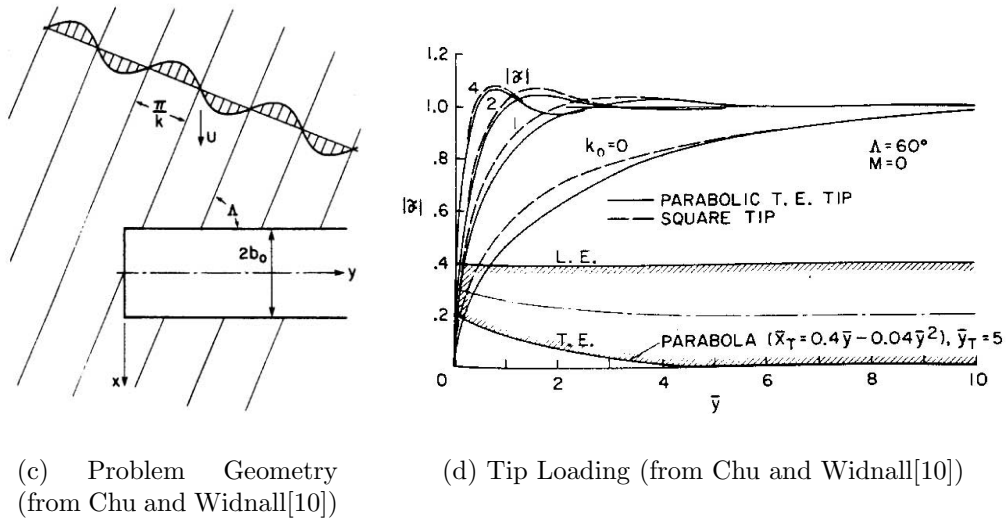 π/k
U
Λ
2b₀
y
x
1.2
1.0
.8
.6
.4
.2
0
|𝓛|
|𝓛|
4
2
1
k₀=0
Λ=60°
M=0
PARABOLIC T. E. TIP
SQUARE TIP
L. E.
T. E.
PARABOLA (x̄_T=0.4ȳ-0.04ȳ²), ȳ_T=5
0
2
4
6
8
10
ȳ
(c) Problem Geometry
(from Chu and Widnall[10])
(d) Tip Loading (from Chu and Widnall[10])